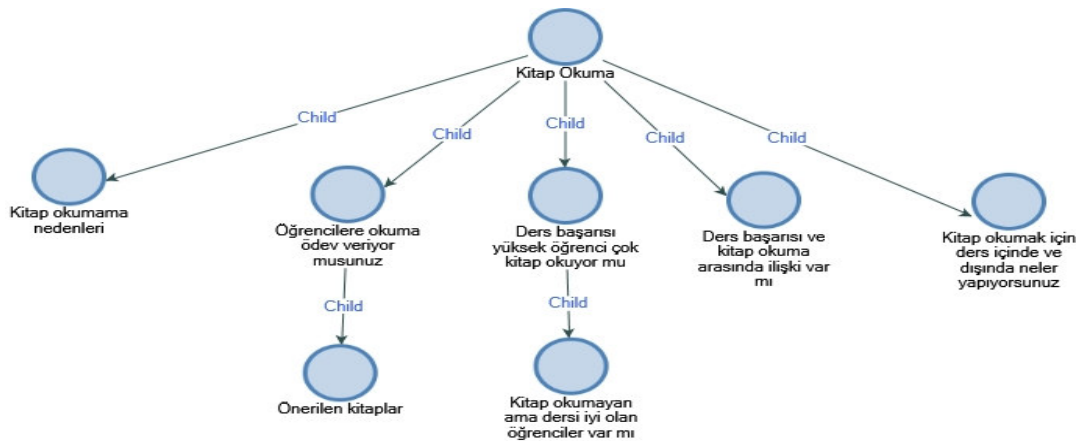 Kitap Okuma
Child
Child
Child
Child
Child
Kitap okumama
nedenleri
Öğrencilere okuma
ödev veriyor
musunuz
Ders başarısı
yüksek öğrenci çok
kitap okuyor mu
Ders başarısı ve
kitap okuma
arasında ilişki var
mı
Kitap okumak için
ders içinde ve
dışında neler
yapıyorsunuz
Child
Child
Önerilen kitaplar
Kitap okumayan
ama dersi iyi olan
öğrenciler var mı